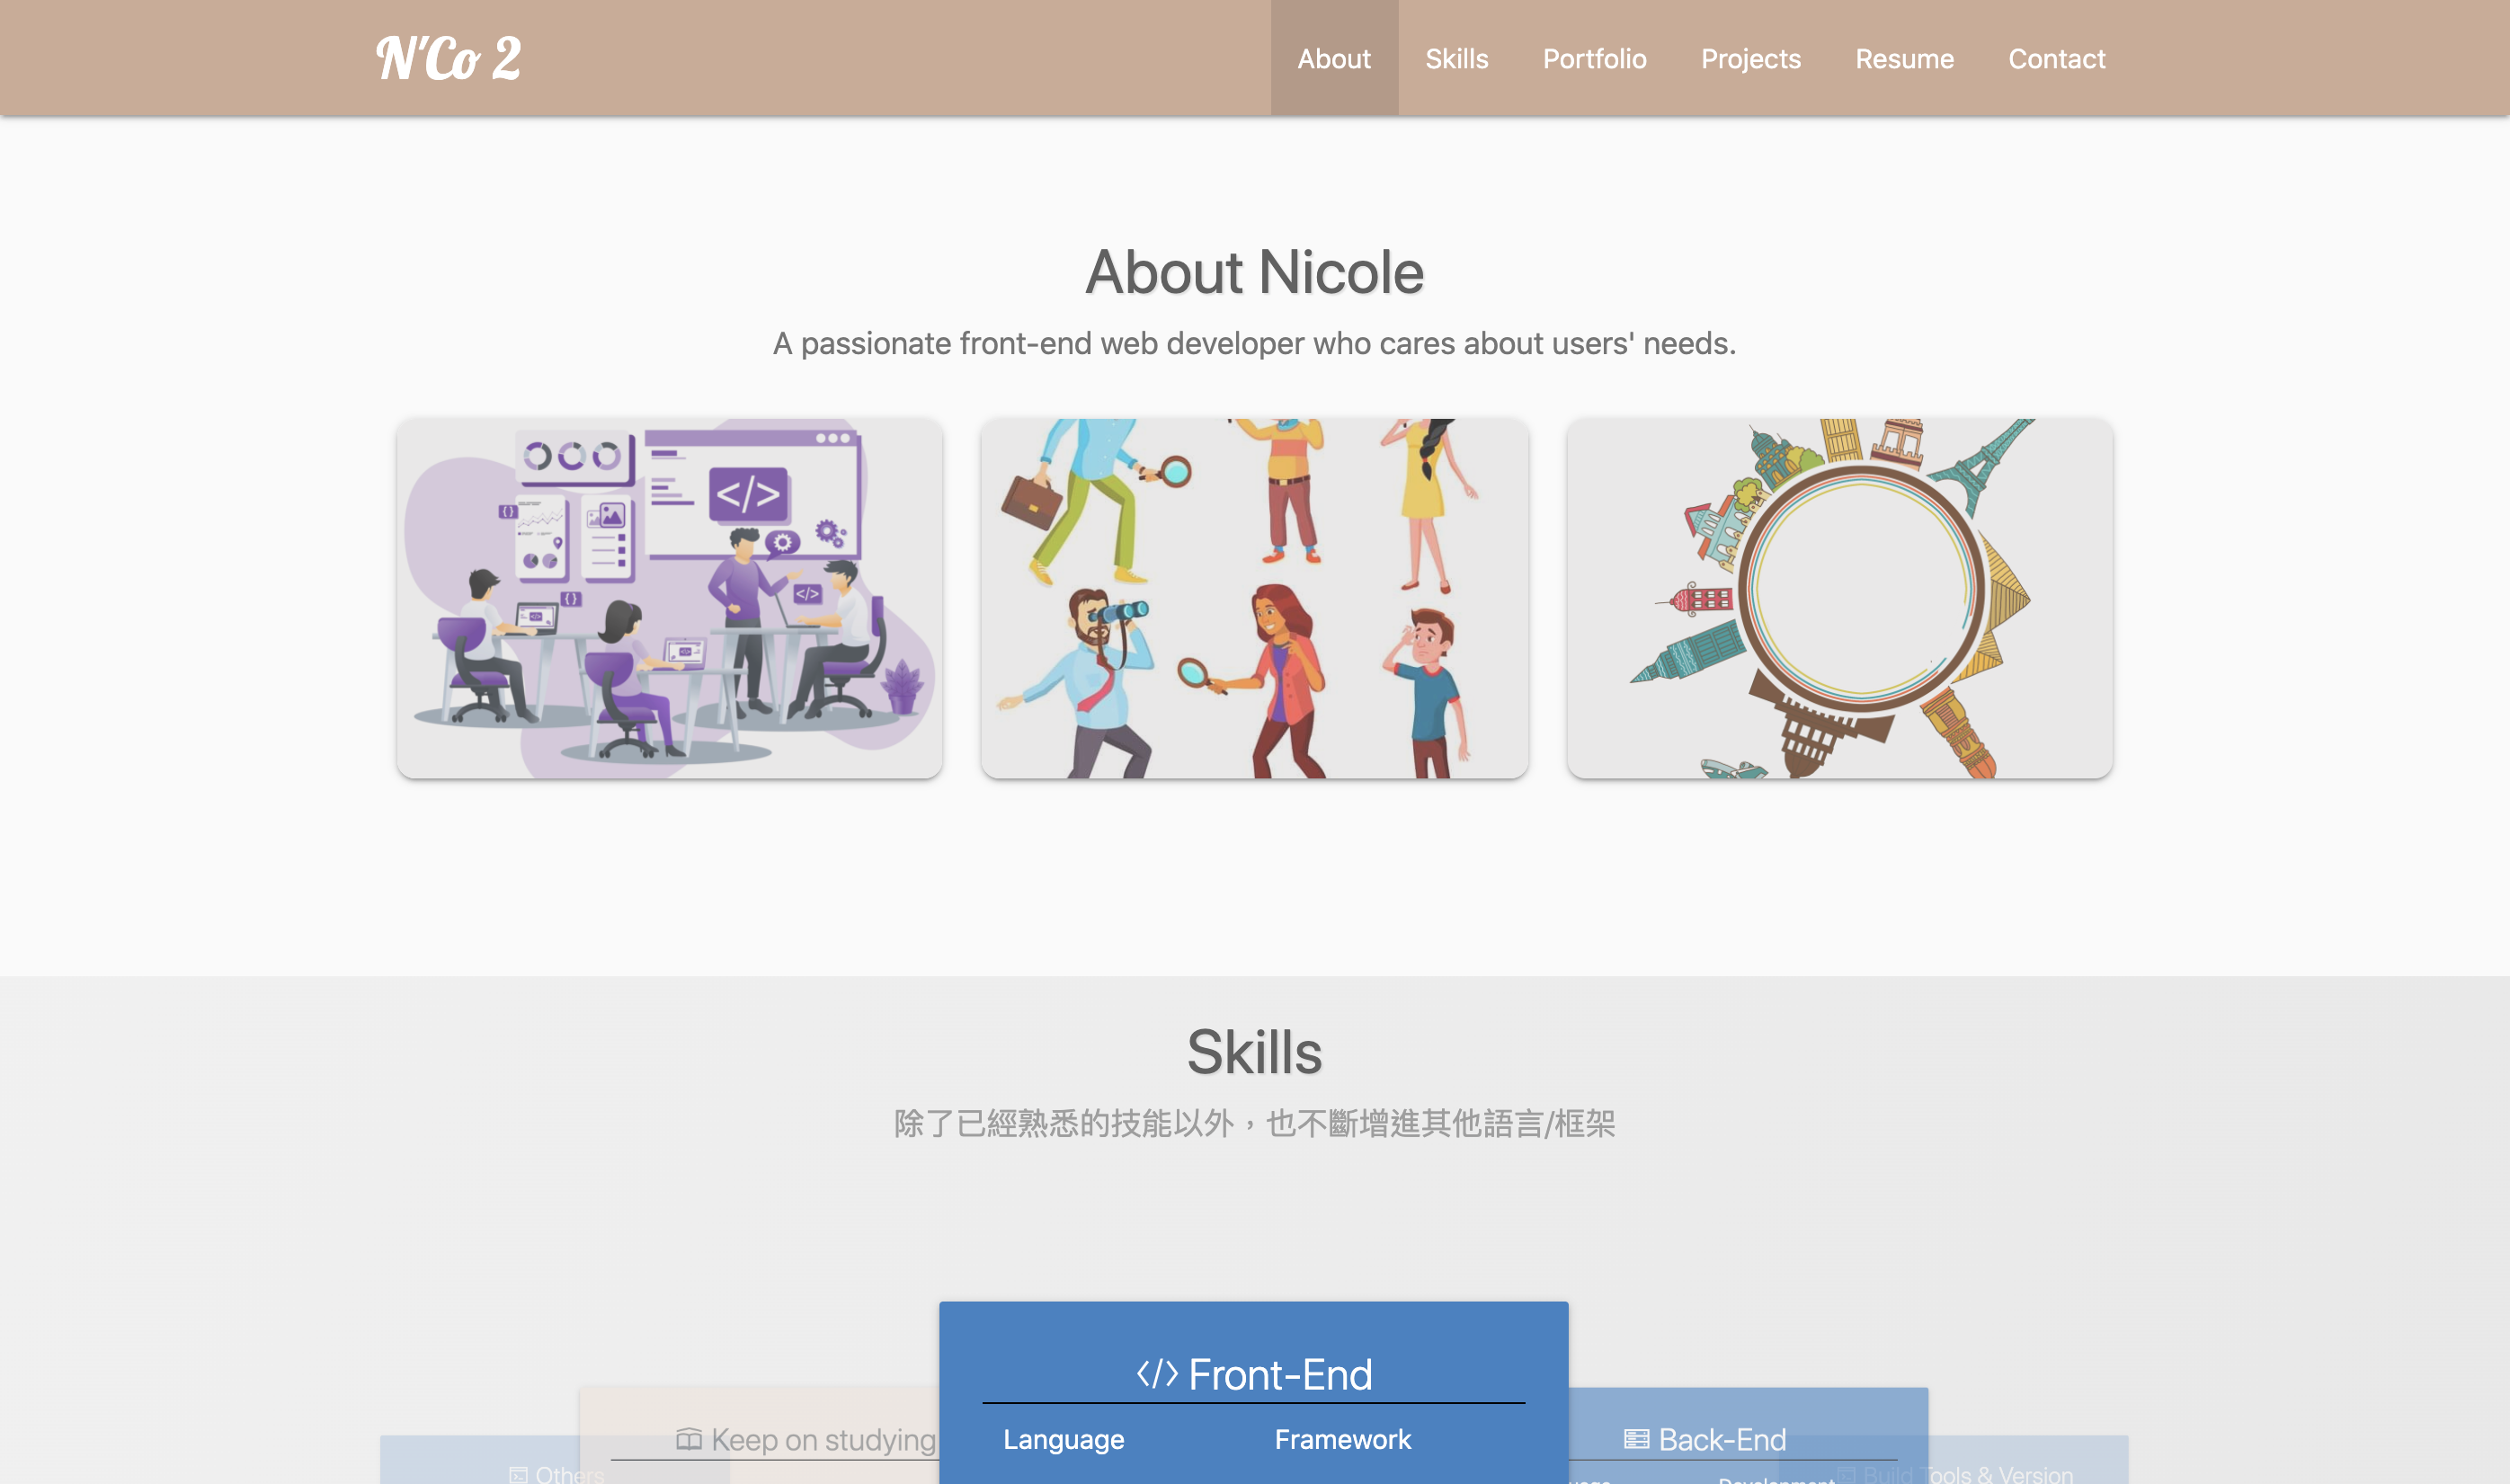 N'Co 2
About Skills Portfolio Projects Resume Contact
About Nicole
A passionate front-end web developer who cares about users' needs.
</>
{}
{}
</>
Skills
除了已經熟悉的技能以外，也不斷增進其他語言/框架
Front-End
Language Framework
Keep on studying
Back-End
Others
Build Tools & Version